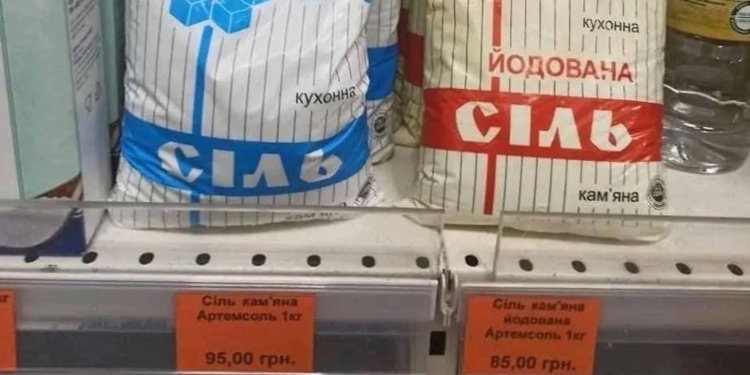 кухонна
СІЛЬ
кухонна
ЙОДОВАНА
СІЛЬ
кам'яна
кг
Сіль кам'яна
Артемсоль 1кг
95,00 грн.
Сіль кам'яна
йодована
Артемсоль 1кг
85,00 грн.